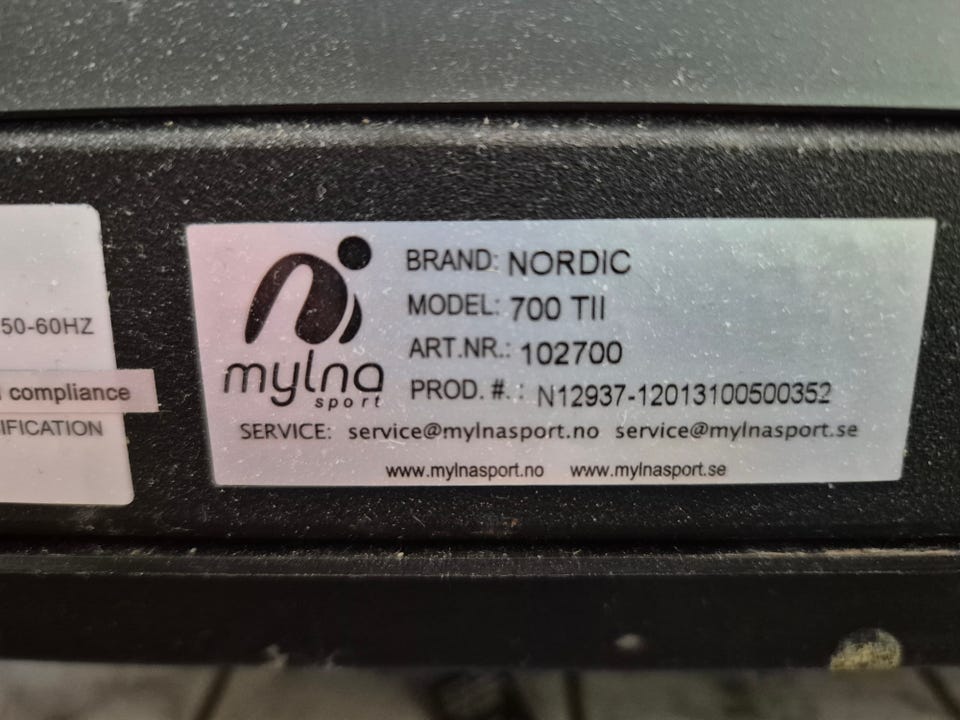 50-60HZ
compliance
IFICATION
mylna
sport
BRAND: NORDIC
MODEL: 700 TII
ART.NR.: 102700
PROD. #. : N12937-12013100500352
SERVICE: service@mylnasport.no service@mylnasport.se
www.mylnasport.no www.mylnasport.se